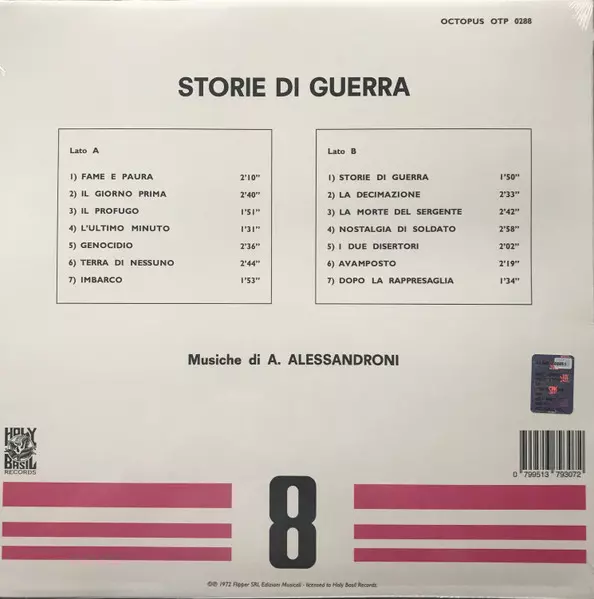 OCTOPUS OTP 0288
STORIE DI GUERRA
Lato A
1) FAME E PAURA 2'10"
2) IL GIORNO PRIMA 2'40"
3) IL PROFUGO 1'51"
4) L'ULTIMO MINUTO 1'31"
5) GENOCIDIO 2'36"
6) TERRA DI NESSUNO 2'44"
7) IMBARCO 1'53"
Lato B
1) STORIE DI GUERRA 1'50"
2) LA DECIMAZIONE 2'33"
3) LA MORTE DEL SERGENTE 2'42"
4) NOSTALGIA DI SOLDATO 2'58"
5) I DUE DISERTORI 2'02"
6) AVAMPOSTO 2'19"
7) DOPO LA RAPPRESAGLIA 1'34"
Musiche di A. ALESSANDRONI
HOLY
BASIL
RECORDS
0 799513 793072
8
©℗ 1972 Flipper SRL Edizioni Musicali - licensed to Holy Basil Records